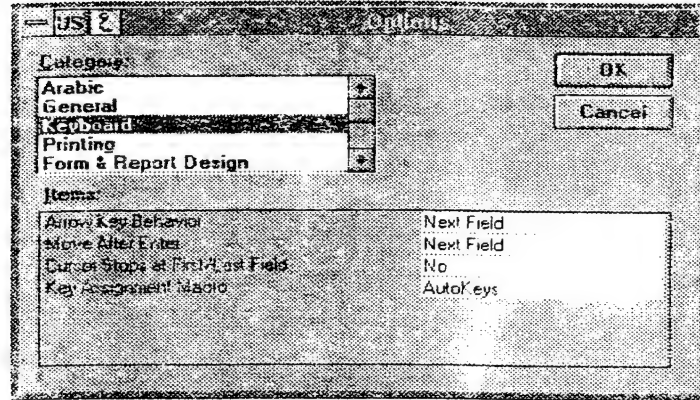 US Options
Category:
Arabic
General
Keyboard
Printing
Form & Report Design
OK
Cancel
Items:
Arrow Key Behavior Next Field
Move After Enter Next Field
Cursor Stops at First/Last Field No
Key Assignment Macro AutoKeys